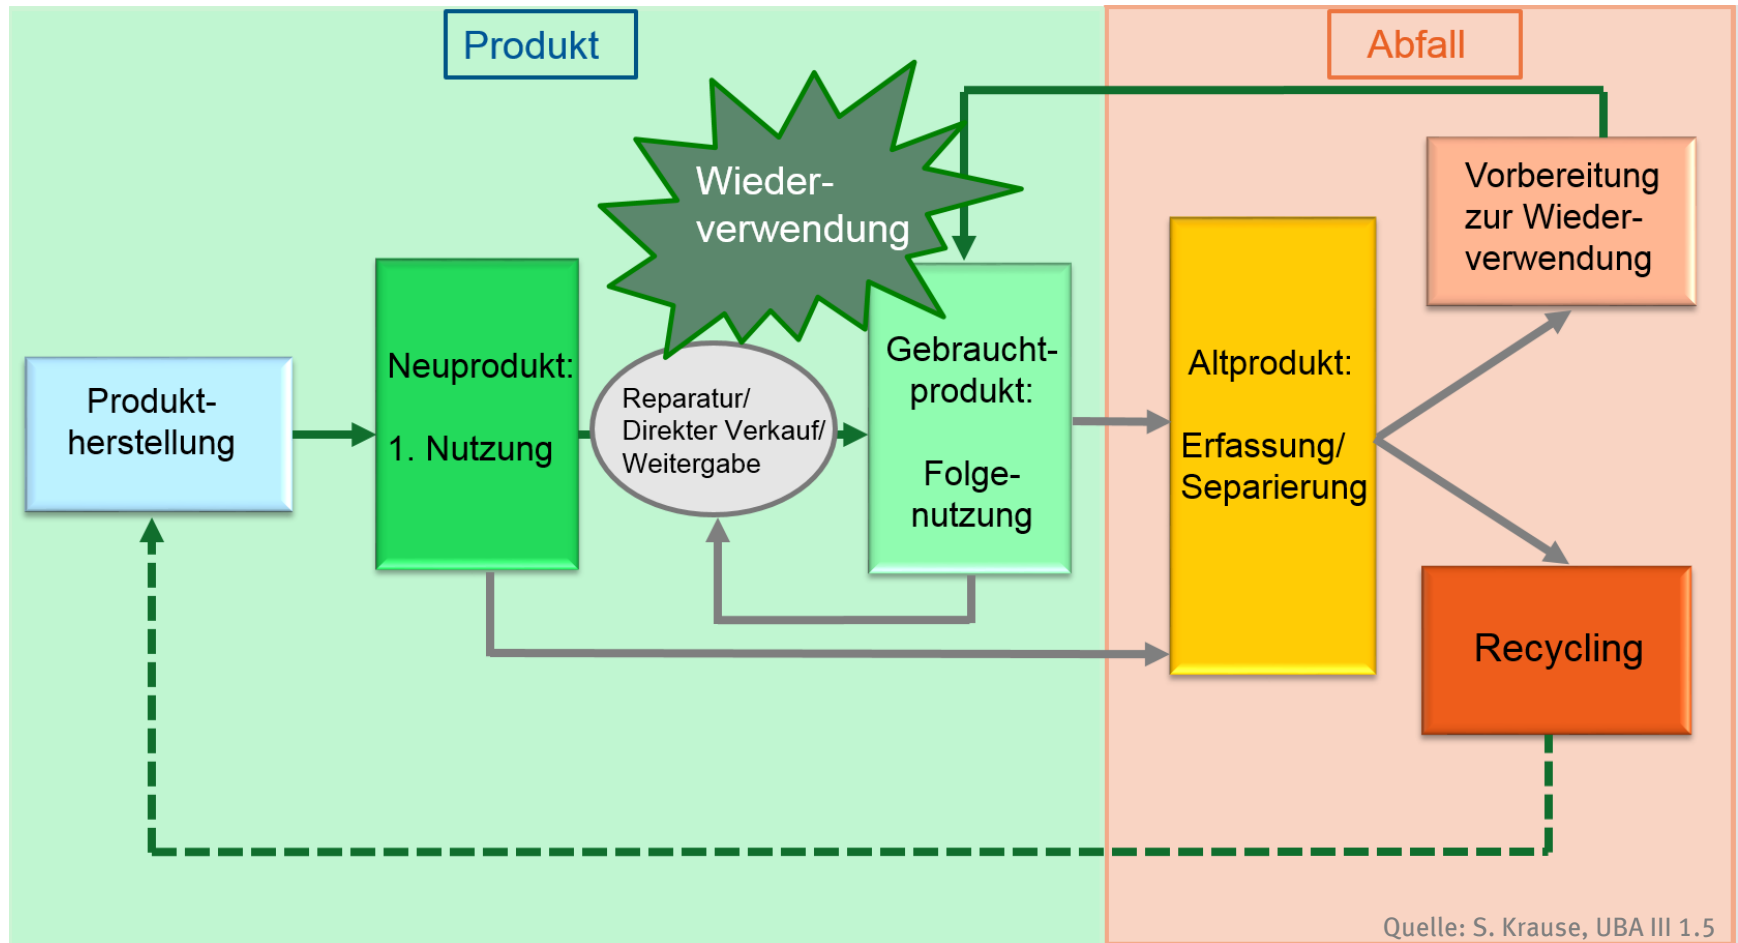 Produkt
Abfall
Wieder-
verwendung
Vorbereitung
zur Wieder-
verwendung
Produkt-
herstellung
Neuprodukt:
1. Nutzung
Reparatur/
Direkter Verkauf/
Weitergabe
Gebraucht-
produkt:
Folge-
nutzung
Altprodukt:
Erfassung/
Separierung
Recycling
Quelle: S. Krause, UBA III 1.5